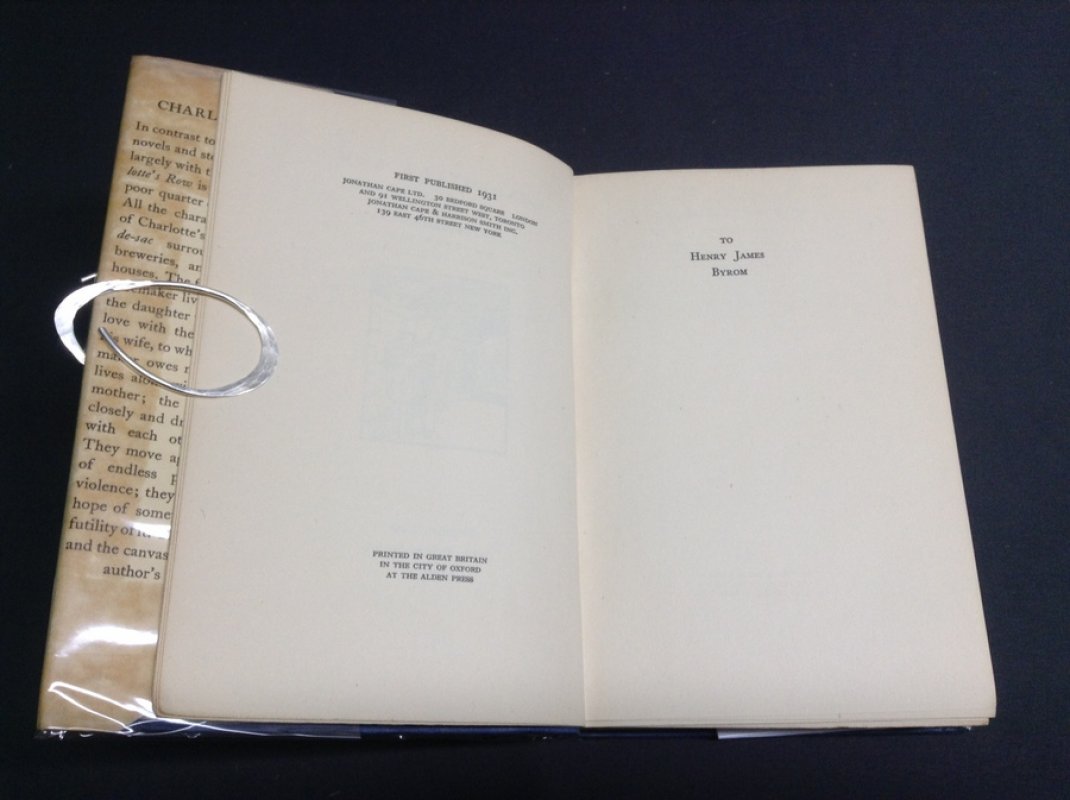 CHARL
In contrast to
novels and
largely with
lotte's Row is
poor quarter
All the chara
of Charlotte's
de-sac surrou
breweries, an
houses. The
liv
the daughter
love with the
wife, to wh
owes
lives
mother; the
closely and
with each ot
They move
of endless
violence; they
hope of some
futility of
and the canvas
author's
FIRST PUBLISHED 1931
JONATHAN CAPE LTD. 30 BEDFORD SQUARE LONDON
AND 91 WELLINGTON STREET WEST, TORONTO
JONATHAN CAPE & HARRISON SMITH INC.
139 EAST 46TH STREET NEW YORK
PRINTED IN GREAT BRITAIN
IN THE CITY OF OXFORD
AT THE ALDEN PRESS
TO
HENRY JAMES
BYROM